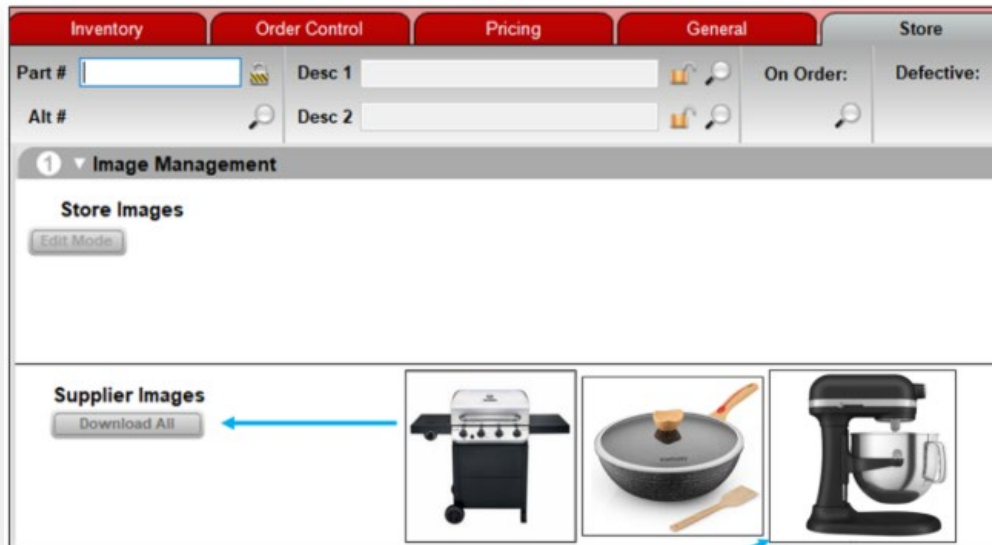 Inventory Order Control Pricing General Store
Part # Desc 1 On Order: Defective:
Alt # Desc 2
1 Image Management
Store Images
Edit Mode
Supplier Images
Download All